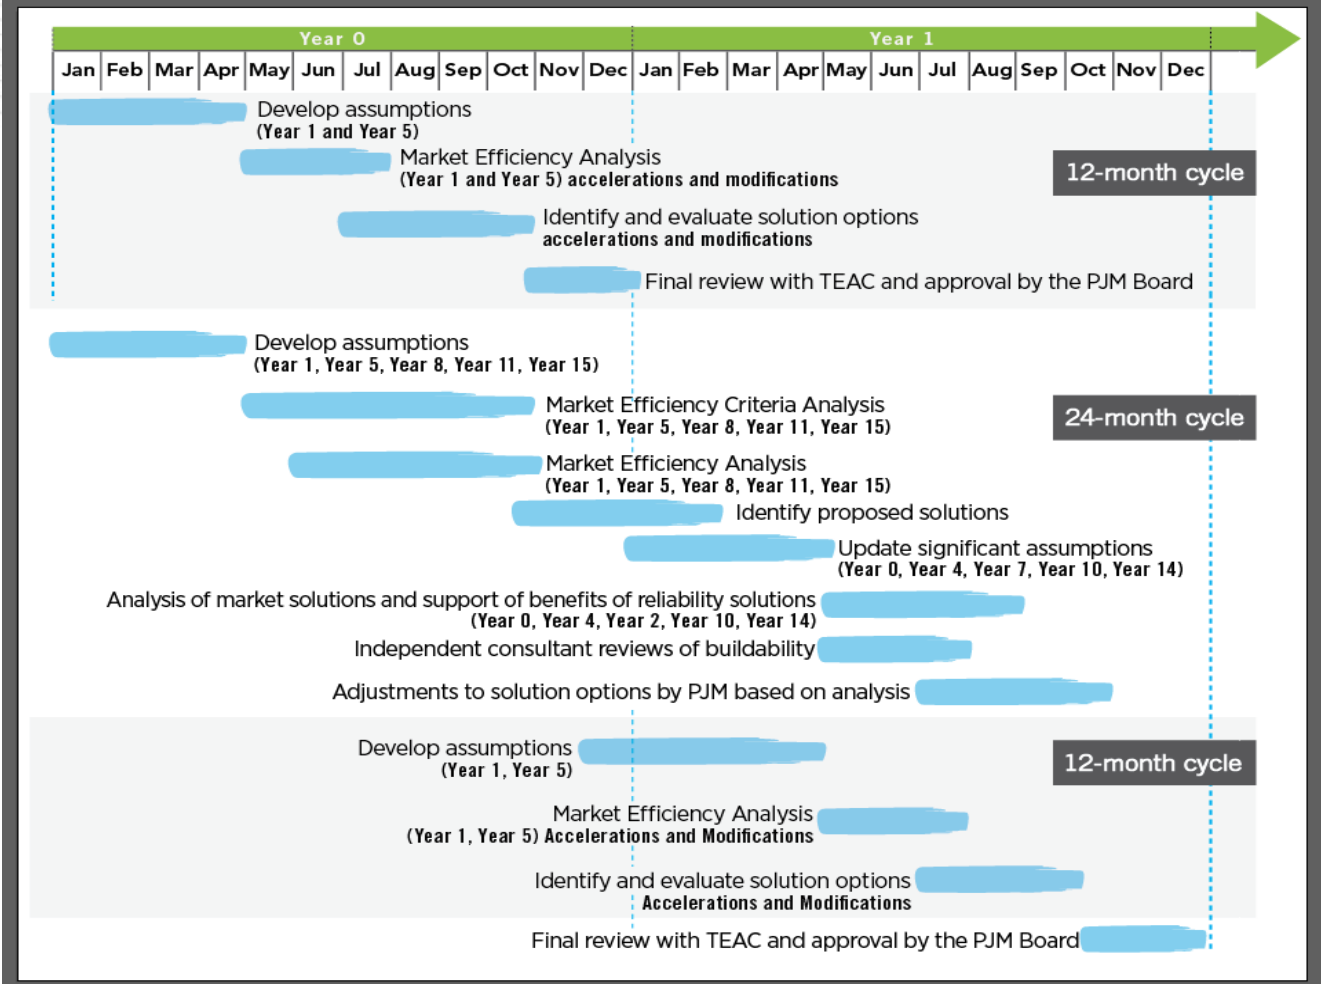 Year 0 Year 1
Jan Feb Mar Apr May Jun Jul Aug Sep Oct Nov Dec Jan Feb Mar Apr May Jun Jul Aug Sep Oct Nov Dec
Develop assumptions
(Year 1 and Year 5)
Market Efficiency Analysis
(Year 1 and Year 5) accelerations and modifications
12-month cycle
Identify and evaluate solution options
accelerations and modifications
Final review with TEAC and approval by the PJM Board
Develop assumptions
(Year 1, Year 5, Year 8, Year 11, Year 15)
Market Efficiency Criteria Analysis
(Year 1, Year 5, Year 8, Year 11, Year 15)
24-month cycle
Market Efficiency Analysis
(Year 1, Year 5, Year 8, Year 11, Year 15)
Identify proposed solutions
Update significant assumptions
(Year 0, Year 4, Year 7, Year 10, Year 14)
Analysis of market solutions and support of benefits of reliability solutions
(Year 0, Year 4, Year 2, Year 10, Year 14)
Independent consultant reviews of buildability
Adjustments to solution options by PJM based on analysis
Develop assumptions
(Year 1, Year 5)
12-month cycle
Market Efficiency Analysis
(Year 1, Year 5) Accelerations and Modifications
Identify and evaluate solution options
Accelerations and Modifications
Final review with TEAC and approval by the PJM Board